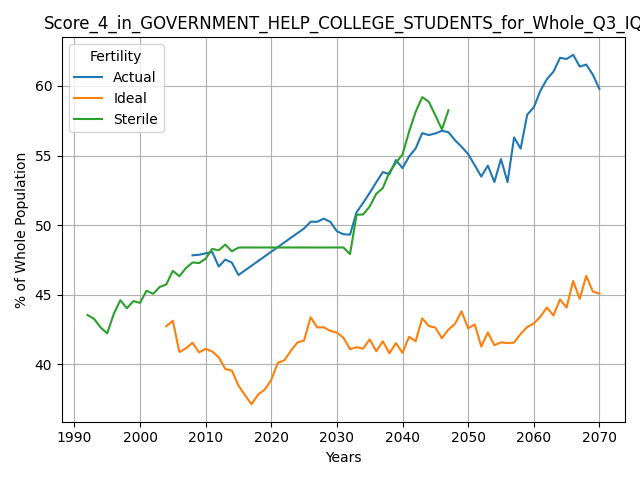 Score_4_in_GOVERNMENT_HELP_COLLEGE_STUDENTS_for_Whole_Q3_IQ
Fertility
Actual
Ideal
Sterile
% of Whole Population
60
55
50
45
40
1990 2000 2010 2020 2030 2040 2050 2060 2070
Years